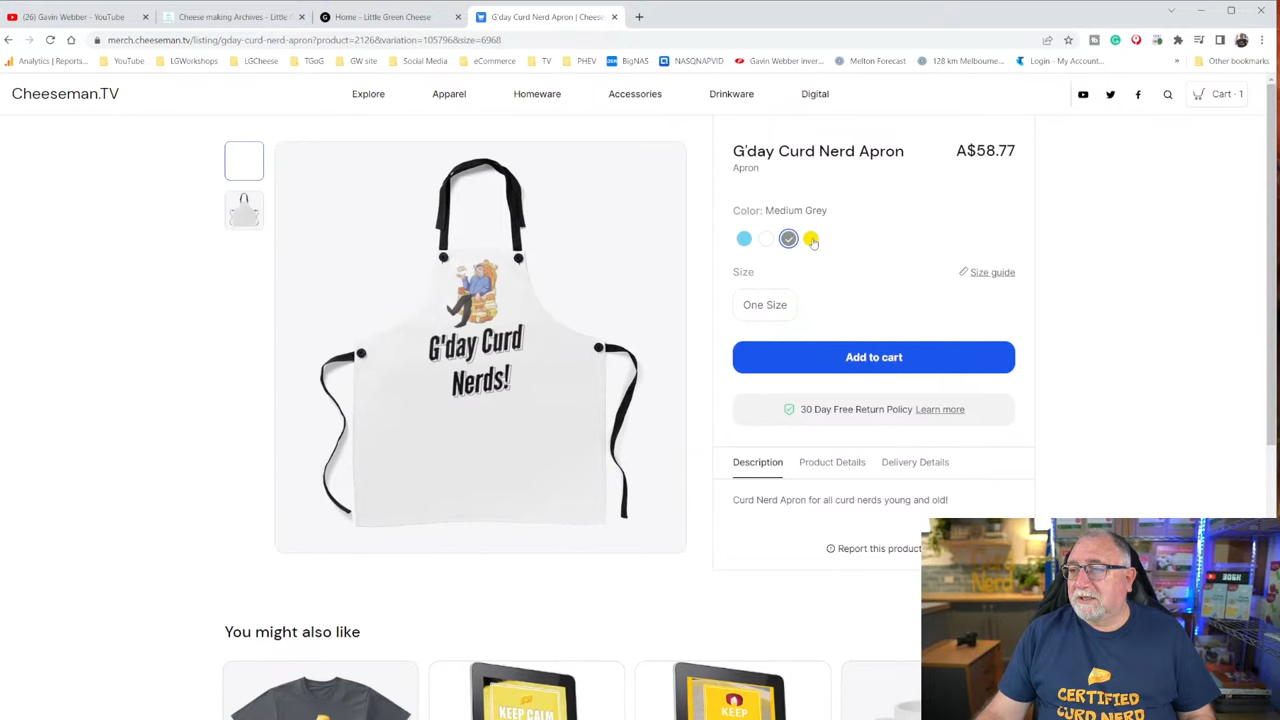 (26) Gavin Webber - YouTube
Cheese making Archives - Little G
Home - Little Green Cheese
G'day Curd Nerd Apron | Cheese
merch.cheeseman.tv/listing/gday-curd-nerd-apron?product=2126&variation=105796&size=6968
Analytics | Reports... YouTube LGWorkshops LGCheese TGoG GW site Social Media eCommerce TV PHEV BigNAS NASQNAPVID Gavin Webber inver... Melton Forecast 128 km Melbourne... Login - My Account... » Other bookmarks
Cheeseman.TV
Explore Apparel Homeware Accessories Drinkware Digital
Cart · 1
G'day Curd Nerd Apron A$58.77
Apron
Color: Medium Grey
Size
Size guide
One Size
Add to cart
30 Day Free Return Policy Learn more
Description Product Details Delivery Details
Curd Nerd Apron for all curd nerds young and old!
Report this product
G'day Curd
Nerds!
You might also like
KEEP CALM
KEEP
Curd
Nerd
306K
CERTIFIED
CURD NERD